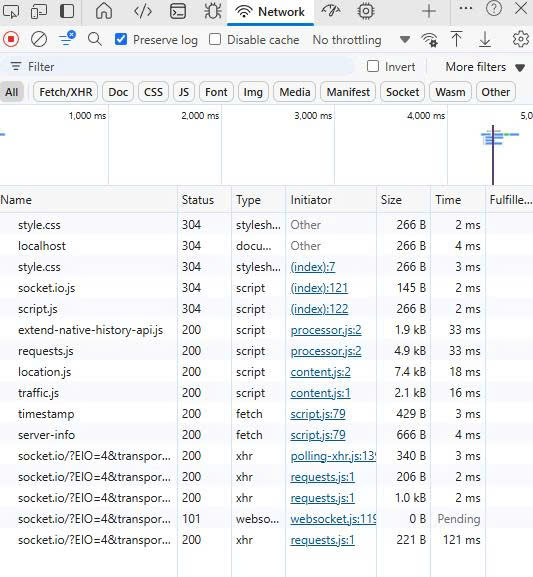 Network
Preserve log Disable cache No throttling
Filter Invert More filters
All Fetch/XHR Doc CSS JS Font Img Media Manifest Socket Wasm Other
1,000 ms 2,000 ms 3,000 ms 4,000 ms 5,0
Name Status Type Initiator Size Time Fulfille...
style.css 304 stylesh... Other 266 B 2 ms
localhost 304 docu... Other 266 B 4 ms
style.css 304 stylesh... (index):7 266 B 3 ms
socket.io.js 304 script (index):121 145 B 2 ms
script.js 304 script (index):122 266 B 2 ms
extend-native-history-api.js 200 script processor.js:2 1.9 kB 33 ms
requests.js 200 script processor.js:2 4.9 kB 33 ms
location.js 200 script content.js:2 7.4 kB 18 ms
traffic.js 200 script content.js:1 2.1 kB 16 ms
timestamp 200 fetch script.js:79 429 B 3 ms
server-info 200 fetch script.js:79 666 B 4 ms
socket.io/?EIO=4&transpor... 200 xhr polling-xhr.js:139 340 B 3 ms
socket.io/?EIO=4&transpor... 200 xhr requests.js:1 206 B 2 ms
socket.io/?EIO=4&transpor... 200 xhr requests.js:1 1.0 kB 2 ms
socket.io/?EIO=4&transpor... 101 webso... websocket.js:119 0 B Pending
socket.io/?EIO=4&transpor... 200 xhr requests.js:1 221 B 121 ms